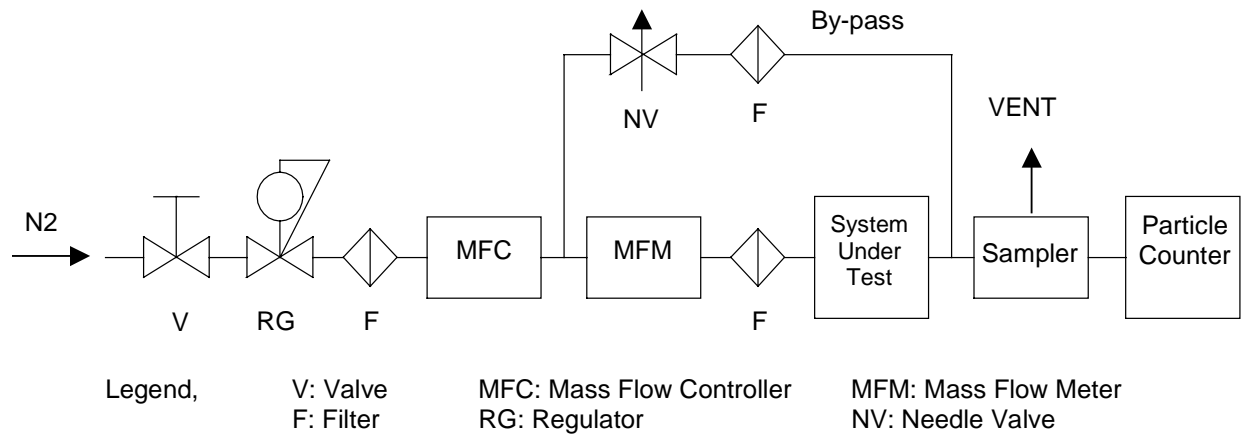 By-pass
NV
F
VENT
N2
MFC
MFM
System
Under
Test
Sampler
Particle
Counter
V
RG
F
F
Legend, V: Valve MFC: Mass Flow Controller MFM: Mass Flow Meter
F: Filter RG: Regulator NV: Needle Valve